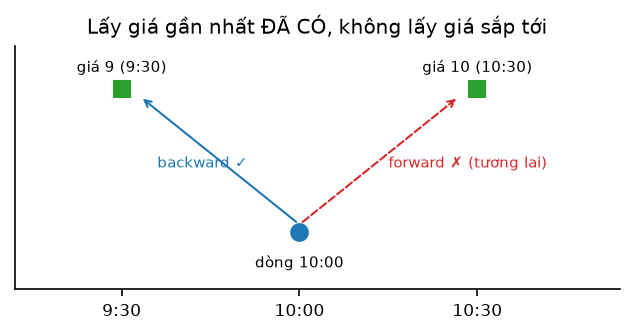 Lấy giá gần nhất ĐÃ CÓ, không lấy giá sắp tới
giá 9 (9:30)
giá 10 (10:30)
backward ✓
forward ✗ (tương lai)
dòng 10:00
9:30
10:00
10:30